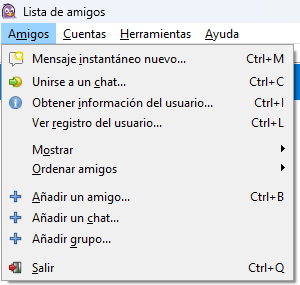 Lista de amigos
Amigos Cuentas Herramientas Ayuda
Mensaje instantáneo nuevo... Ctrl+M
Unirse a un chat... Ctrl+C
Obtener información del usuario... Ctrl+I
Ver registro del usuario... Ctrl+L
Mostrar
Ordenar amigos
Añadir un amigo... Ctrl+B
Añadir un chat...
Añadir grupo...
Salir Ctrl+Q